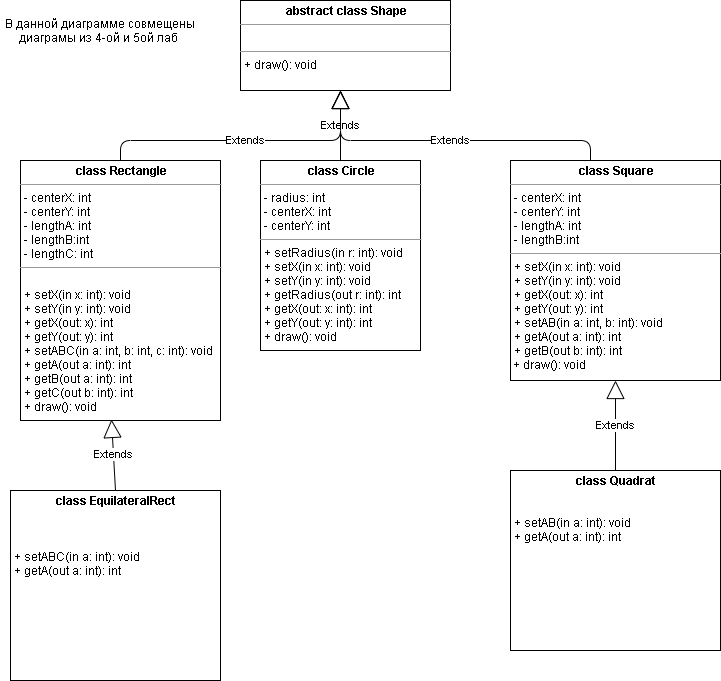 В данной диаграмме совмещены
диаграмы из 4-ой и 5ой лаб
abstract class Shape
+ draw(): void
Extends
Extends
Extends
class Rectangle
- centerX: int
- centerY: int
- lengthA: int
- lengthB:int
- lengthC: int
+ setX(in x: int): void
+ setY(in y: int): void
+ getX(out: x): int
+ getY(out: y): int
+ setABC(in a: int, b: int, c: int): void
+ getA(out a: int): int
+ getB(out a: int): int
+ getC(out b: int): int
+ draw(): void
class Circle
- radius: int
- centerX: int
- centerY: int
+ setRadius(in r: int): void
+ setX(in x: int): void
+ setY(in y: int): void
+ getRadius(out r: int): int
+ getX(out: x: int): int
+ getY(out: y: int): int
+ draw(): void
class Square
- centerX: int
- centerY: int
- lengthA: int
- lengthB:int
+ setX(in x: int): void
+ setY(in y: int): void
+ getX(out: x): int
+ getY(out: y): int
+ setAB(in a: int, b: int): void
+ getA(out a: int): int
+ getB(out b: int): int
+ draw(): void
Extends
Extends
class EquilateralRect
+ setABC(in a: int): void
+ getA(out a: int): int
class Quadrat
+ setAB(in a: int): void
+ getA(out a: int): int